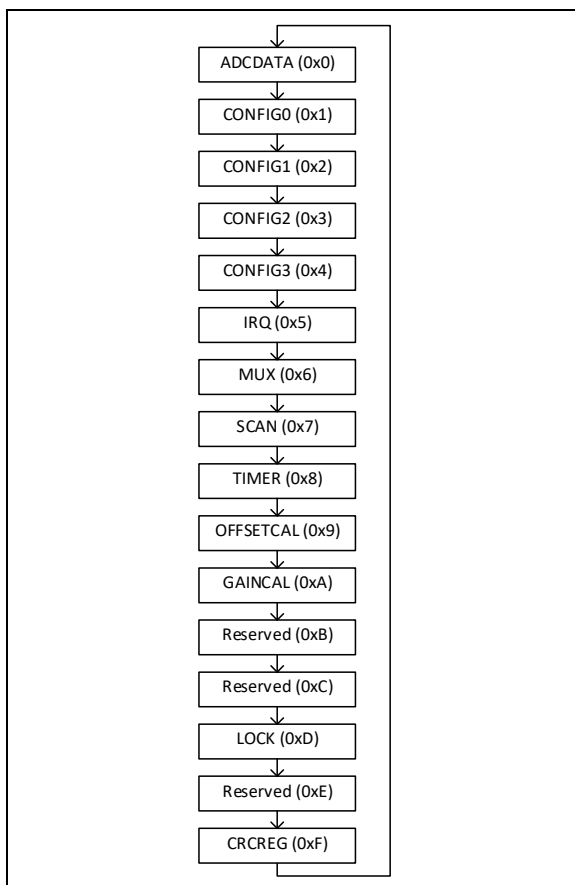 ADCDATA (0x0)
CONFIG0 (0x1)
CONFIG1 (0x2)
CONFIG2 (0x3)
CONFIG3 (0x4)
IRQ (0x5)
MUX (0x6)
SCAN (0x7)
TIMER (0x8)
OFFSETCAL (0x9)
GAINCAL (0xA)
Reserved (0xB)
Reserved (0xC)
LOCK (0xD)
Reserved (0xE)
CRCREG (0xF)